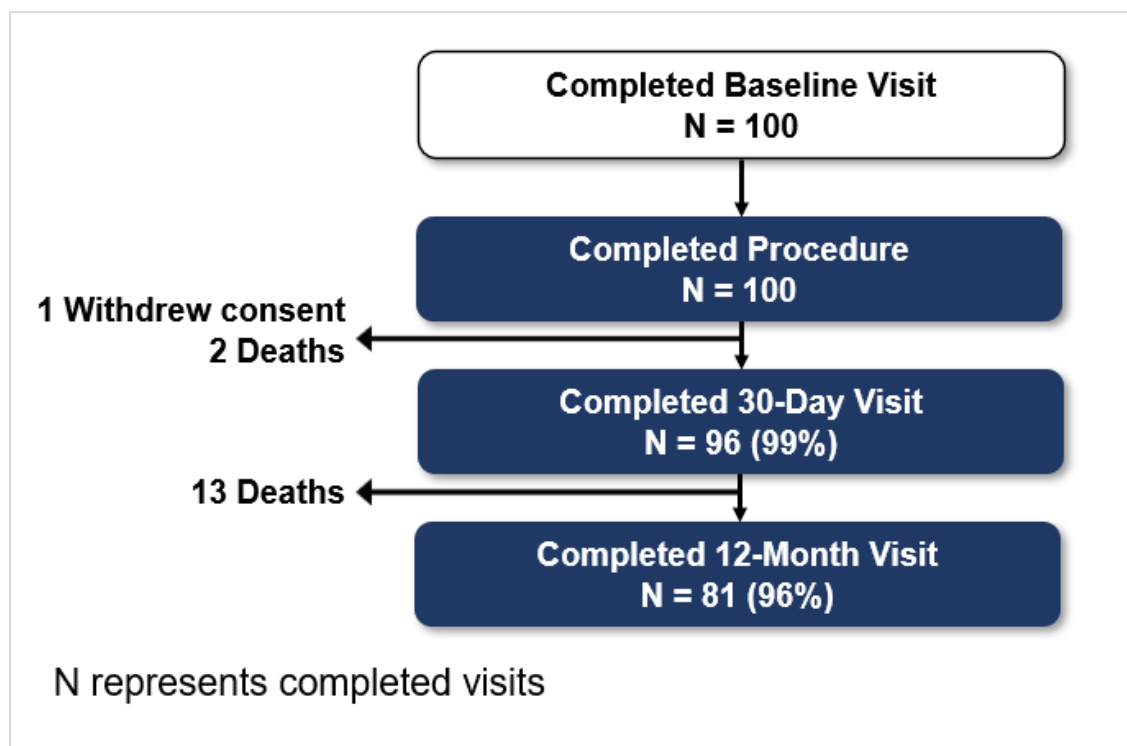 Completed Baseline Visit
N = 100
Completed Procedure
N = 100
1 Withdrew consent
2 Deaths
Completed 30-Day Visit
N = 96 (99%)
13 Deaths
Completed 12-Month Visit
N = 81 (96%)
N represents completed visits